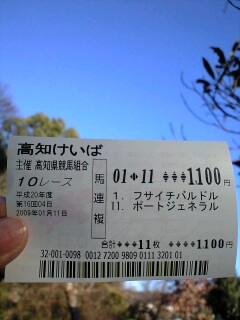 高知けいば
主催 高知県競馬組合
10レース
平成20年度
第16回04日
2009年01月11日
馬連複
01-11 ☆☆☆1100円
1. フサイチバルドル
11. ポートジェネラル
合計☆☆☆11枚 ☆☆☆☆1100円
32-001-0098 0012 7200 9809 0111 3201 01